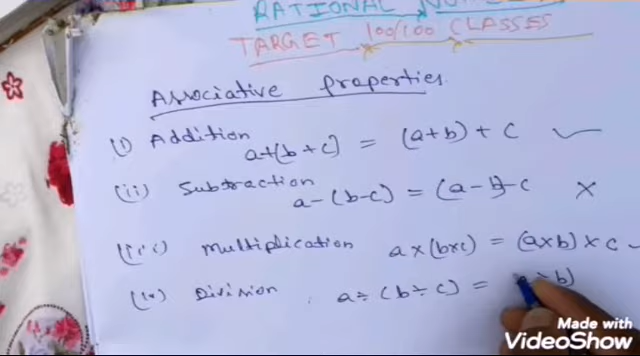 RATIONAL
TARGET 100/100 CLASSES
Associative properties
(i) Addition a+(b+c) = (a+b)+c ✓
(ii) Subtraction a-(b-c) = (a-b)-c ×
(iii) Multiplication a×(b×c) = (a×b)×c
(iv) Division a÷(b÷c) = (a÷b)
Made with
VideoShow